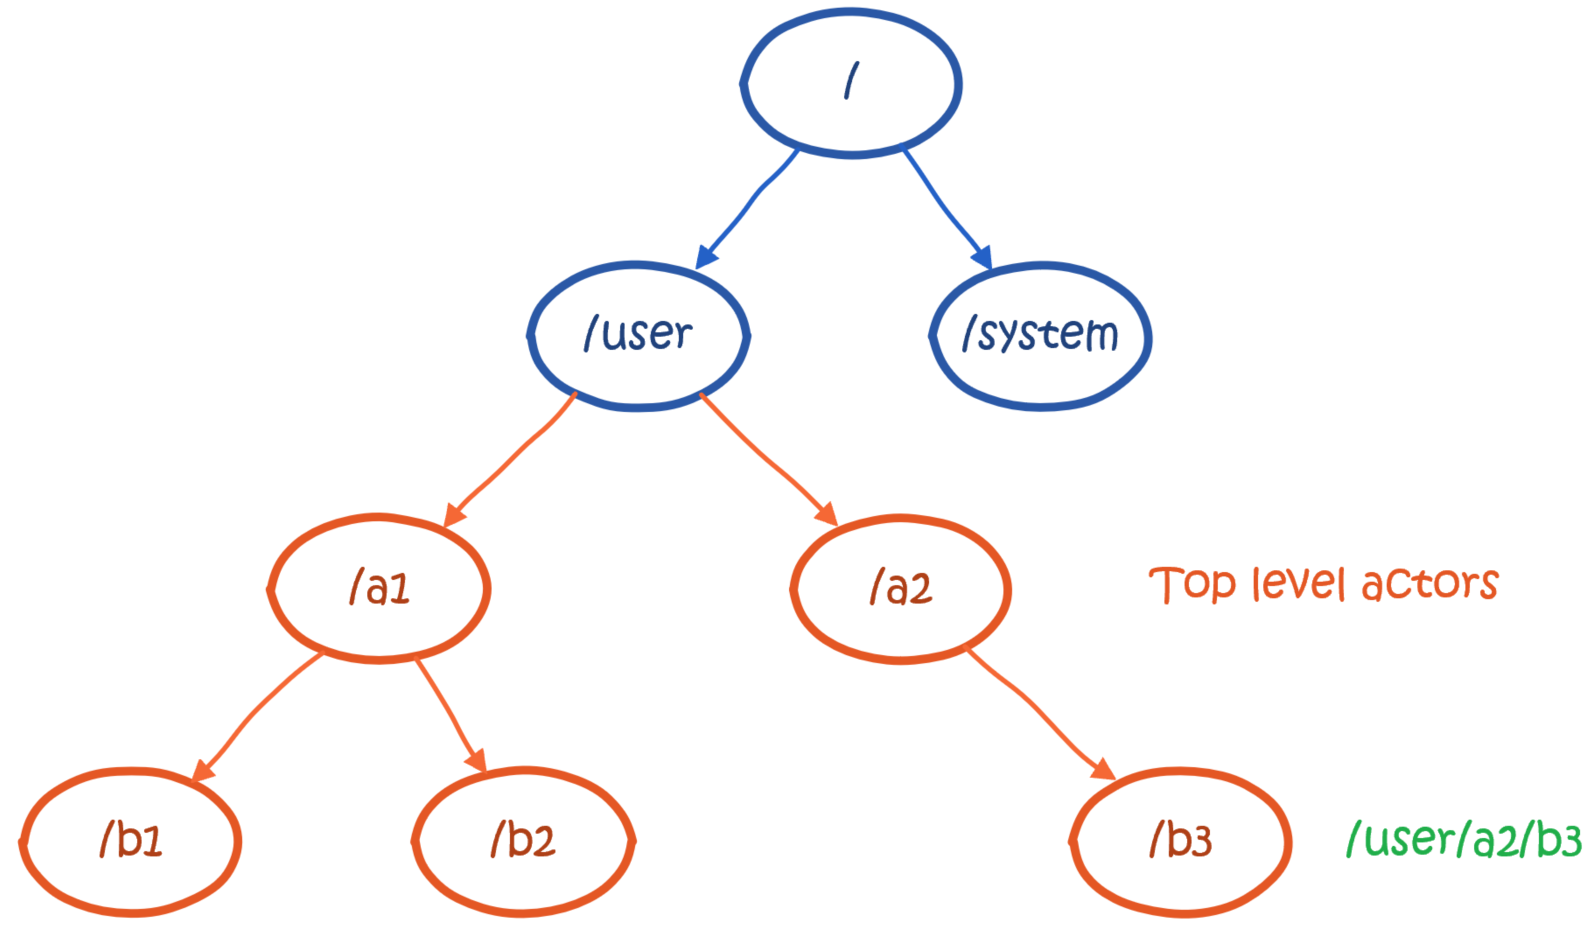 /
/user
/system
/a1
/a2
Top level actors
/b1
/b2
/b3
/user/a2/b3